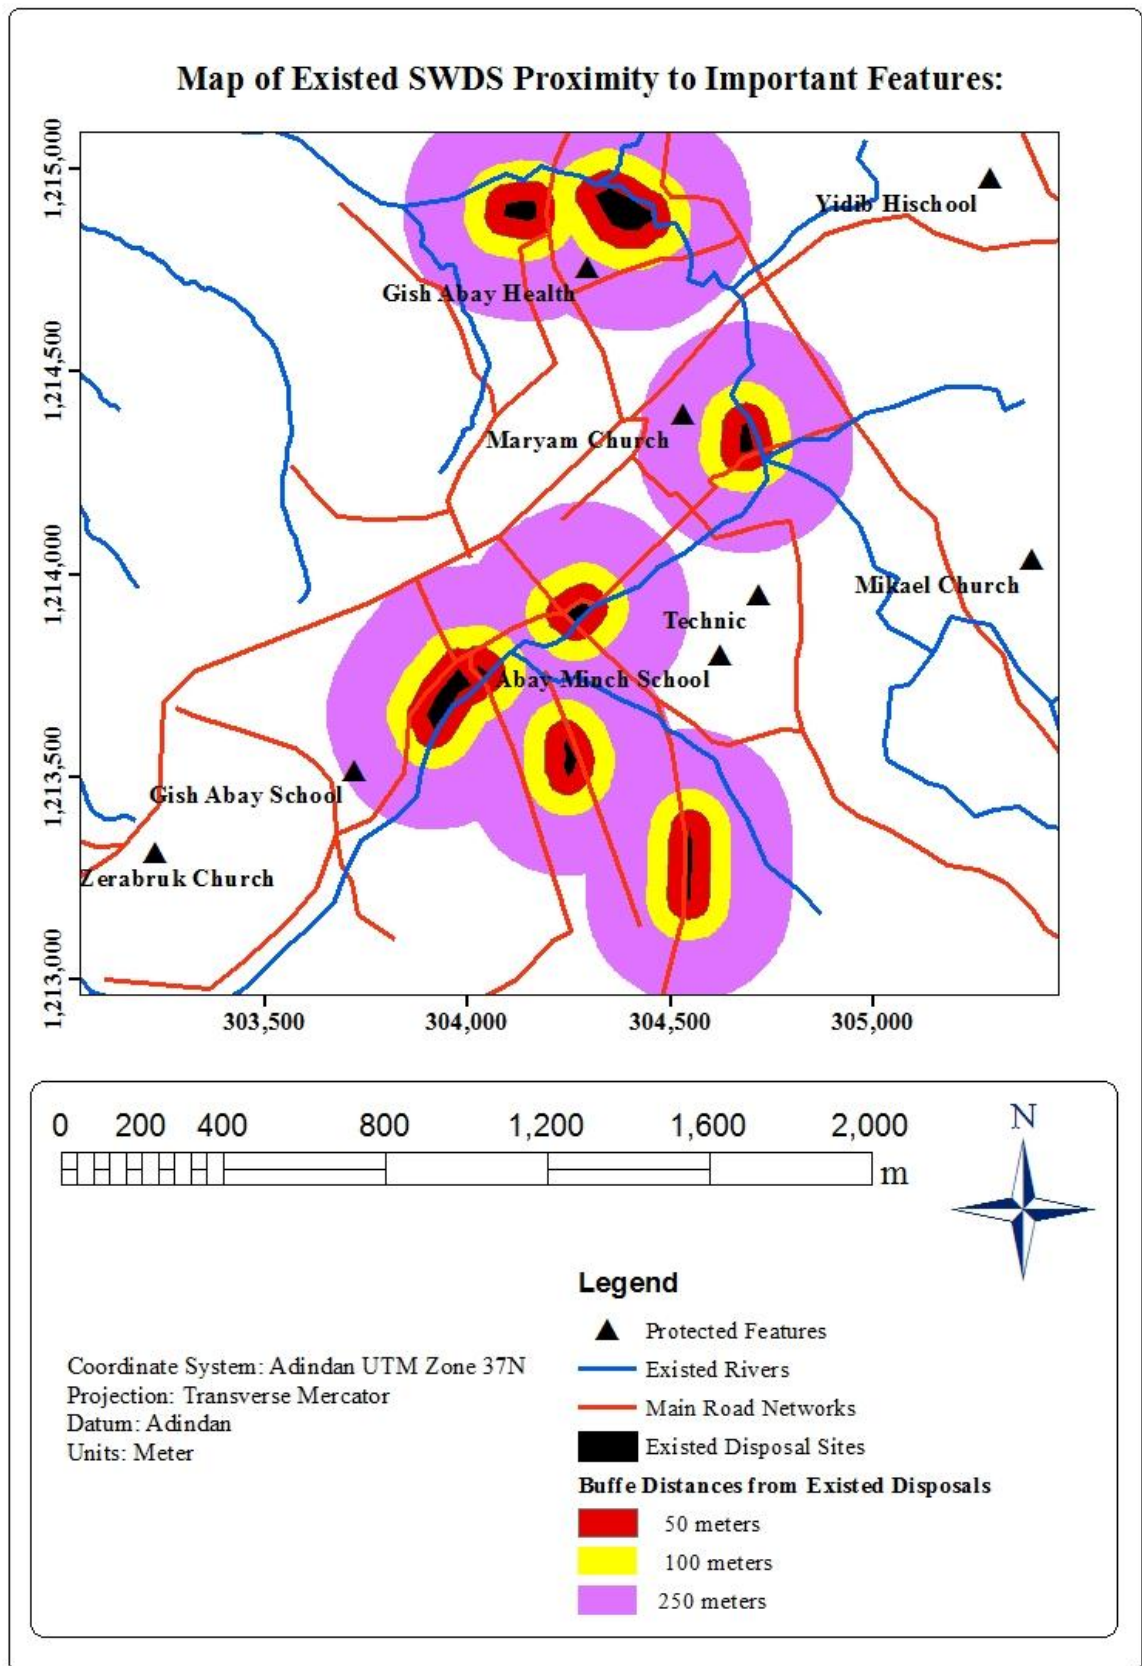 Map of Existed SWDS Proximity to Important Features:
1,215,000
1,214,500
1,214,000
1,213,500
1,213,000
Yidib Hischool
Gish Abay Health
Maryam Church
Mikael Church
Technic
Abay Minch School
Gish Abay School
Zerabruk Church
303,500 304,000 304,500 305,000
0 200 400 800 1,200 1,600 2,000
m
N
Legend
Protected Features
Existed Rivers
Main Road Networks
Existed Disposal Sites
Buffe Distances from Existed Disposals
50 meters
100 meters
250 meters
Coordinate System: Adindan UTM Zone 37N
Projection: Transverse Mercator
Datum: Adindan
Units: Meter